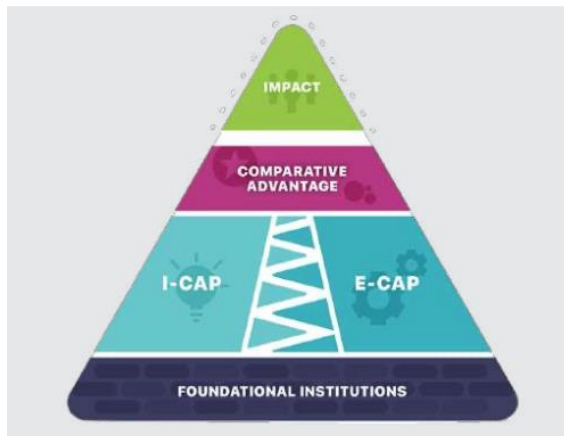 IMPACT
COMPARATIVE
ADVANTAGE
I-CAP E-CAP
FOUNDATIONAL INSTITUTIONS